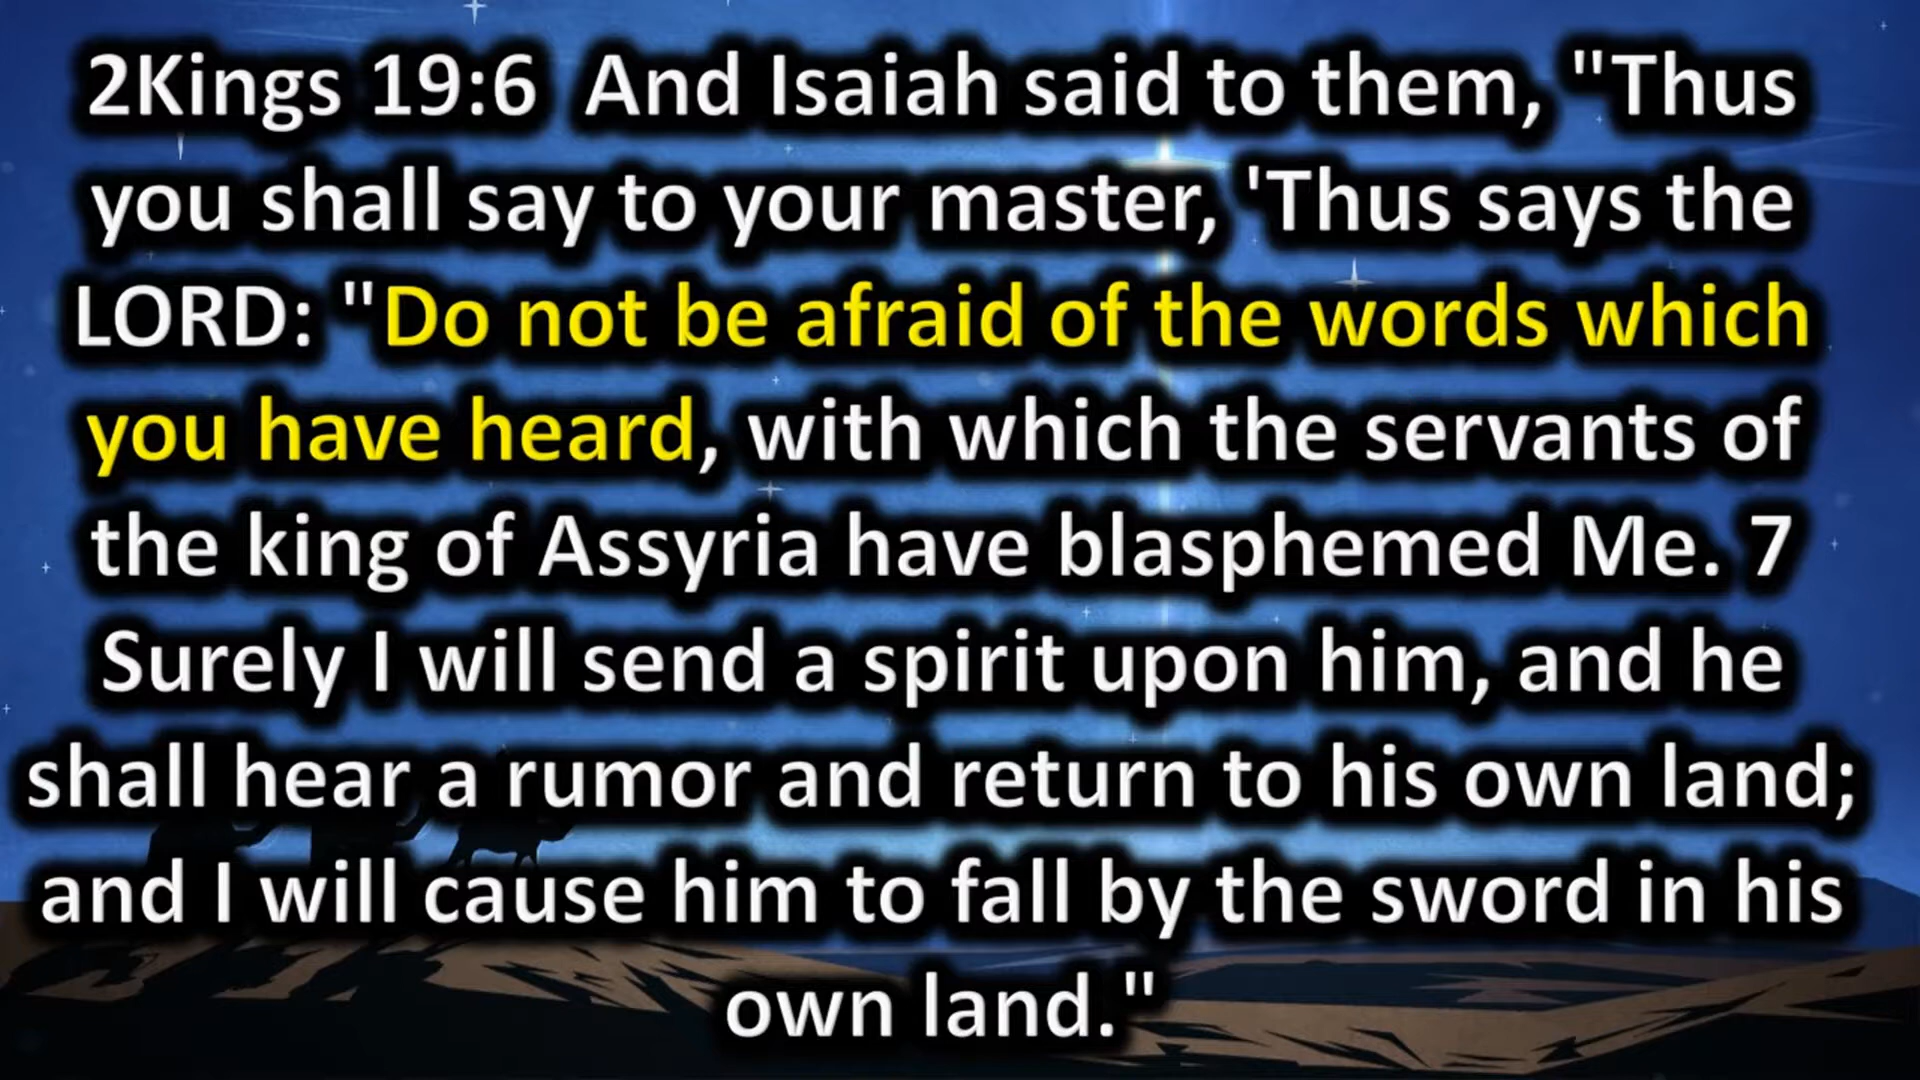 2Kings 19:6  And Isaiah said to them, "Thus
you shall say to your master, 'Thus says the
LORD: "Do not be afraid of the words which
you have heard, with which the servants of
the king of Assyria have blasphemed Me. 7
Surely I will send a spirit upon him, and he
shall hear a rumor and return to his own land;
and I will cause him to fall by the sword in his
own land."